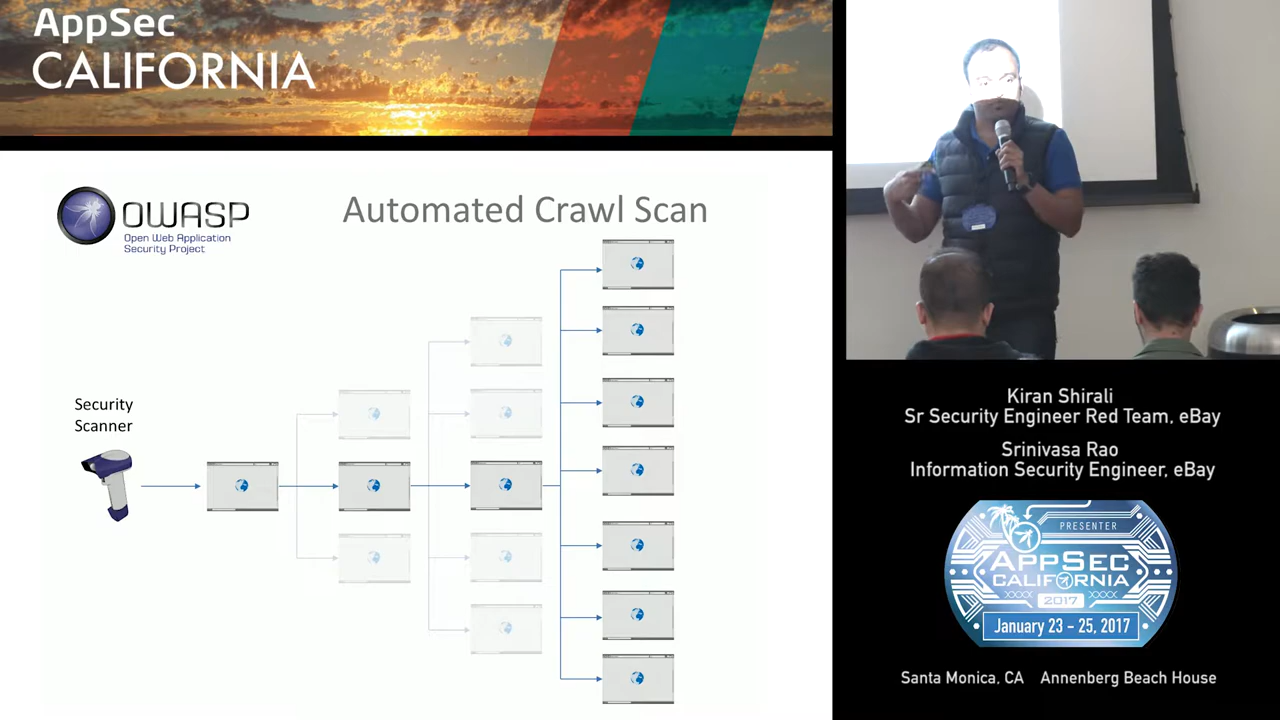 AppSec
CALIFORNIA
OWASP
Open Web Application
Security Project
Automated Crawl Scan
Security
Scanner
Kiran Shirali
Sr Security Engineer Red Team, eBay
Srinivasa Rao
Information Security Engineer, eBay
PRESENTER
APPSEC
CALIFORNIA
XXXX 2017 XXXX
January 23 - 25, 2017
Santa Monica, CA Annenberg Beach House